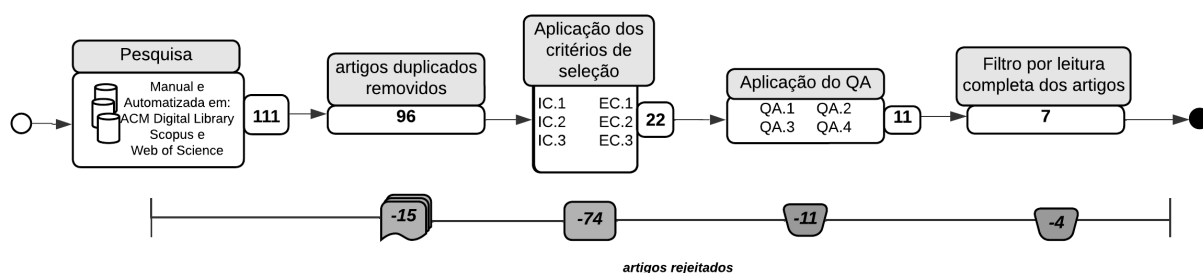 Pesquisa
Manual e
Automatizada em:
ACM Digital Library
Scopus e
Web of Science
111
artigos duplicados
removidos
96
Aplicação dos
critérios de
seleção
IC.1 EC.1
IC.2 EC.2
IC.3 EC.3
22
Aplicação do QA
QA.1 QA.2
QA.3 QA.4
11
Filtro por leitura
completa dos artigos
7
-15
-74
-11
-4
artigos rejeitados